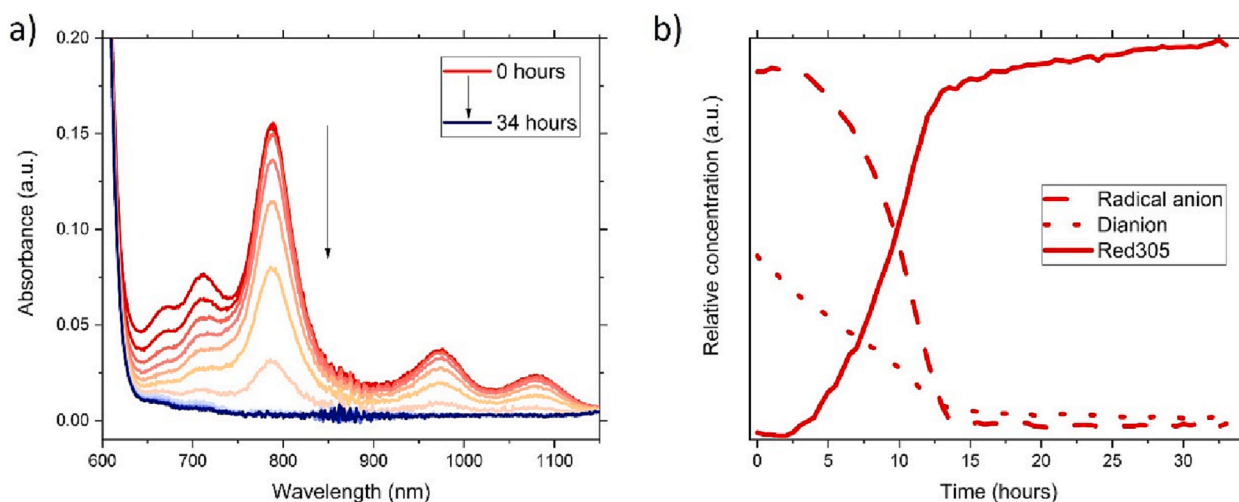 a)
0.20
0.15
0.10
0.05
0.00
Absorbance (a.u.)
0 hours
34 hours
600 700 800 900 1000 1100
Wavelength (nm)
b)
Relative concentration (a.u.)
Radical anion
Dianion
Red305
0 5 10 15 20 25 30
Time (hours)